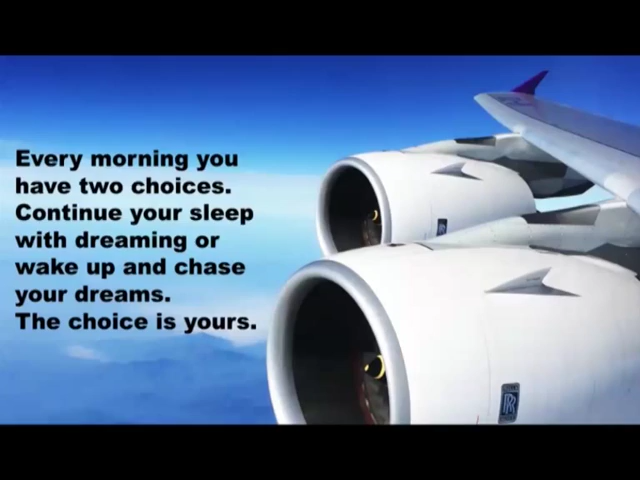 Every morning you
have two choices.
Continue your sleep
with dreaming or
wake up and chase
your dreams.
The choice is yours.